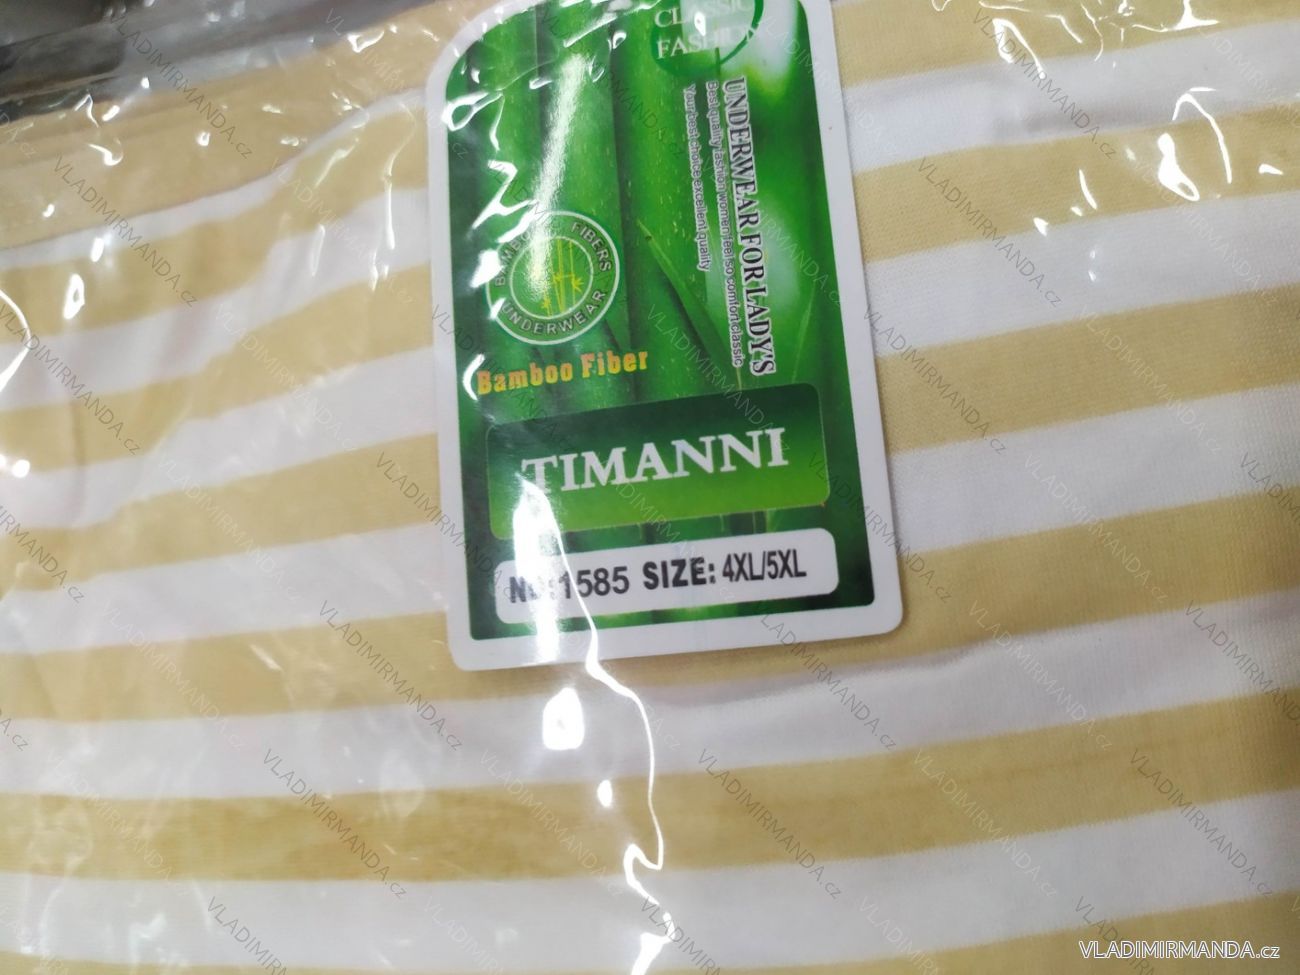 CLASSIC
FASHION
UNDERWEAR FOR LADY'S
Best quality fashion women feel so comfort classic
Your best choice excellent quality
BAMBOO FIBERS
UNDERWEAR
Bamboo Fiber
TIMANNI
NO:1585 SIZE: 4XL/5XL
VLADIMIRMANDA.cz